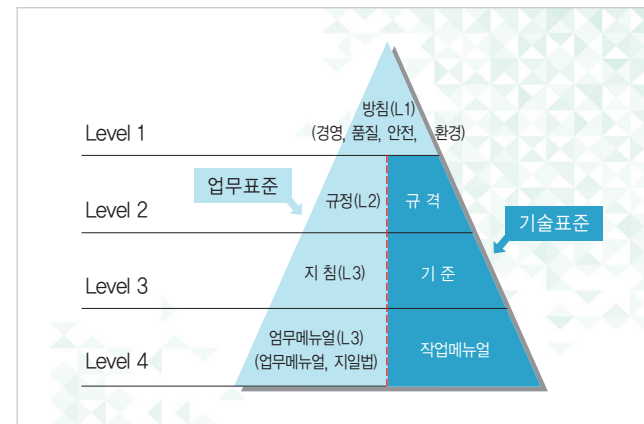 방침(L1)
Level 1 (경영, 품질, 안전, 환경)
업무표준
Level 2 규정(L2) 규 격
기술표준
Level 3 지 침(L3) 기 준
엄무메뉴얼(L3)
Level 4 (업무메뉴얼, 지일법) 작업메뉴얼